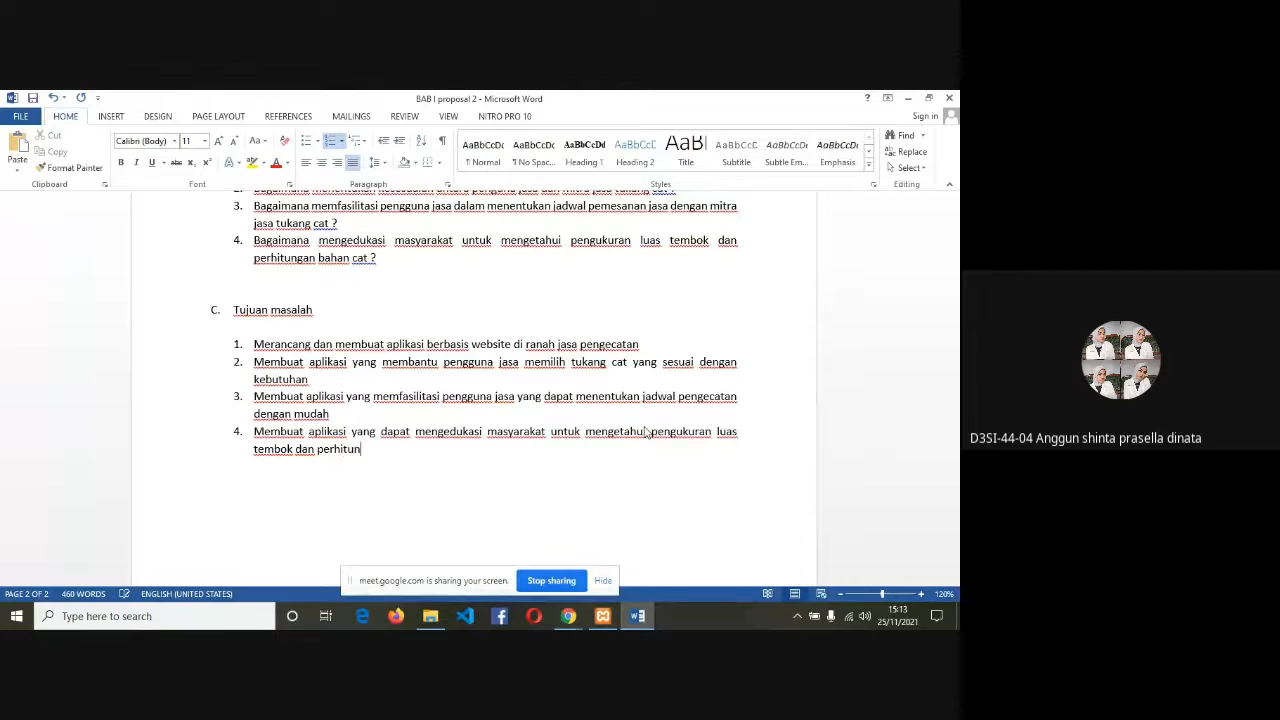 BAB I proposal 2 - Microsoft Word
FILE HOME INSERT DESIGN PAGE LAYOUT REFERENCES MAILINGS REVIEW VIEW NITRO PRO 10 Sign in
Paste
Cut
Copy
Format Painter
Clipboard
Calibri (Body) 11
Font
Paragraph
AaBbCcDc AaBbCcDc AaBbCc AaBbCcC AaB AaBbCcD AaBbCcDc AaBbCcDc
¶ Normal ¶ No Spac... Heading 1 Heading 2 Title Subtitle Subtle Em... Emphasis
Styles
Find
Replace
Select
Editing
3. Bagaimana memfasilitasi pengguna jasa dalam menentukan jadwal pemesanan jasa dengan mitra
jasa tukang cat ?
4. Bagaimana mengedukasi masyarakat untuk mengetahui pengukuran luas tembok dan
perhitungan bahan cat ?
C. Tujuan masalah
1. Merancang dan membuat aplikasi berbasis website di ranah jasa pengecatan
2. Membuat aplikasi yang membantu pengguna jasa memilih tukang cat yang sesuai dengan
kebutuhan
3. Membuat aplikasi yang memfasilitasi pengguna jasa yang dapat menentukan jadwal pengecatan
dengan mudah
4. Membuat aplikasi yang dapat mengedukasi masyarakat untuk mengetahui pengukuran luas
tembok dan perhitun
D3SI-44-04 Anggun shinta prasella dinata
meet.google.com is sharing your screen. Stop sharing Hide
PAGE 2 OF 2 460 WORDS ENGLISH (UNITED STATES) 120%
Type here to search
15:13
25/11/2021